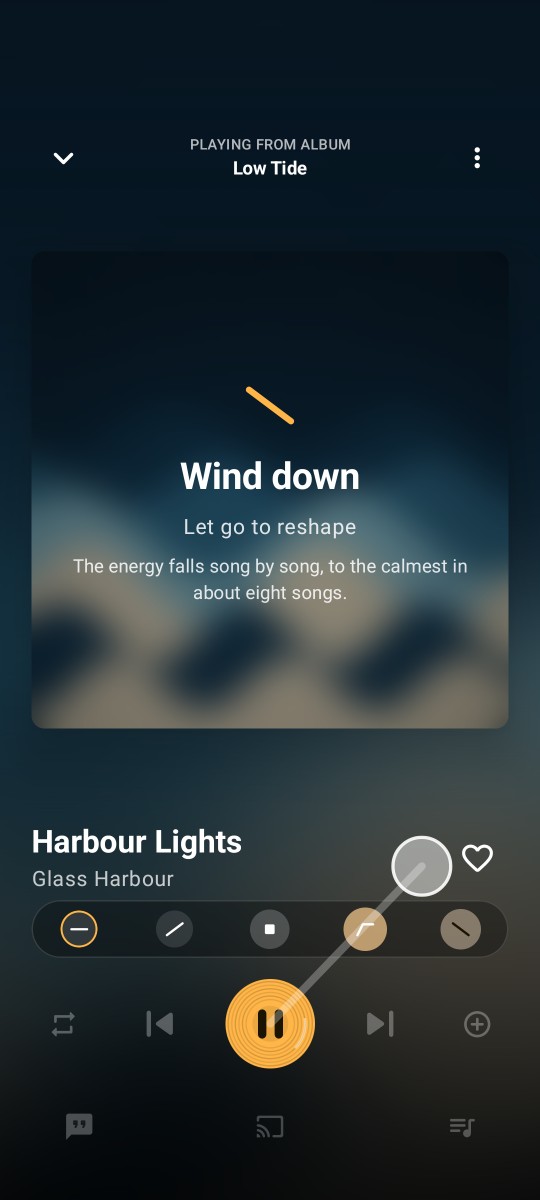 PLAYING FROM ALBUM
Low Tide
Wind down
Let go to reshape
The energy falls song by song, to the calmest in
about eight songs.
Harbour Lights
Glass Harbour